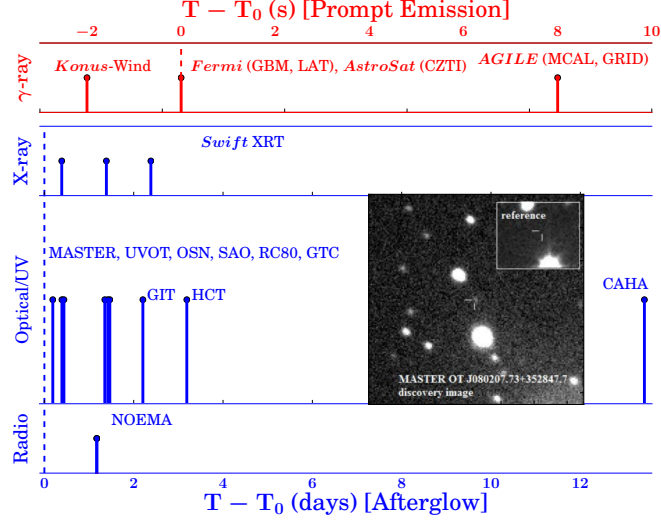 T − T₀ (s) [Prompt Emission]
−2 0 2 4 6 8 10
γ-ray
Konus-Wind
Fermi (GBM, LAT), AstroSat (CZTI)
AGILE (MCAL, GRID)
X-ray
Swift XRT
Optical/UV
MASTER, UVOT, OSN, SAO, RC80, GTC
GIT
HCT
CAHA
reference
MASTER OT J080207.73+352847.7
discovery image
Radio
NOEMA
0 2 4 6 8 10 12
T − T₀ (days) [Afterglow]